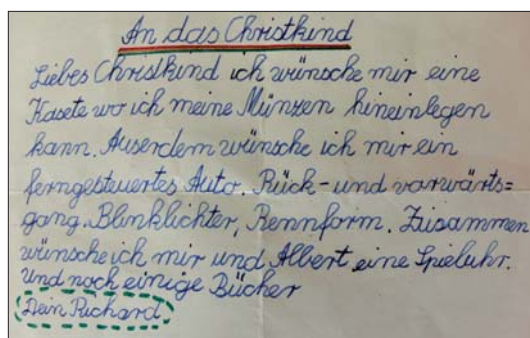 An das Christkind
Liebes Christkind ich wünsche mir eine
Kasete wo ich meine Münzen hineinlegen
kann. Auserdem wünsche ich mir ein
ferngesteuertes Auto. Rück- und vorwärts=
gang. Blinklichter, Rennform. Zusammen
wünsche ich mir und Albert eine Spieluhr.
Und noch einige Bücher
Dein Richard